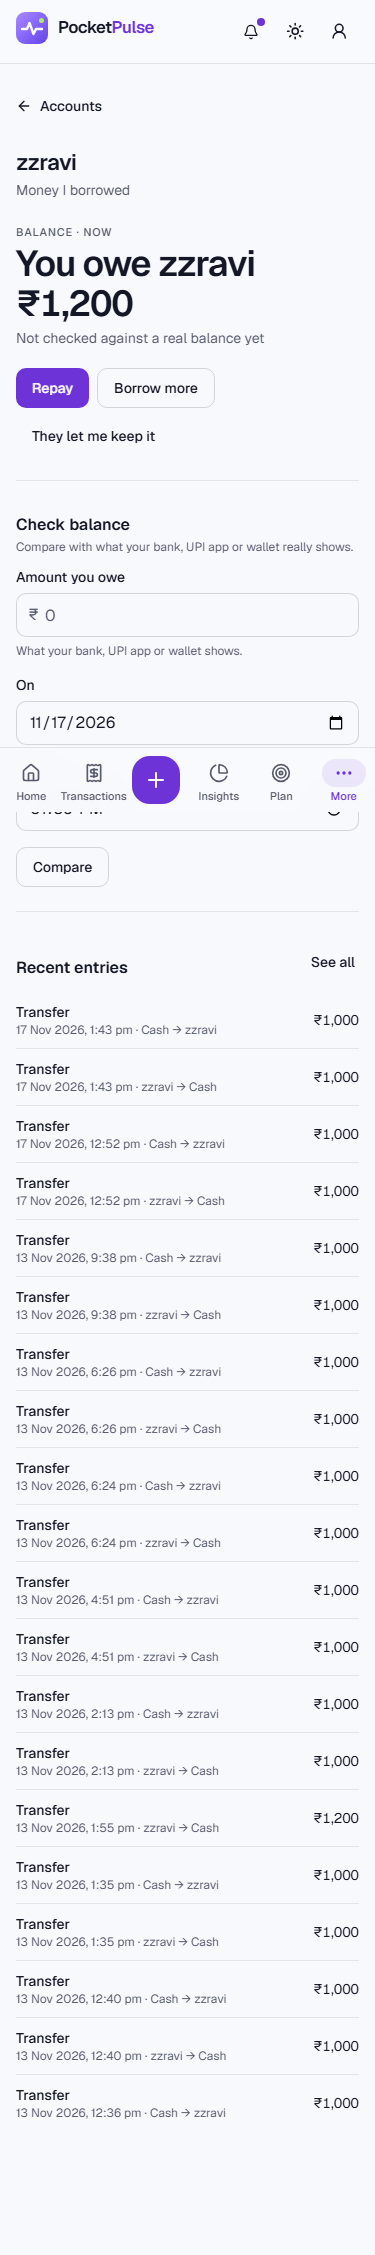 PocketPulse
← Accounts
zzravi
Money I borrowed
BALANCE · NOW
You owe zzravi
₹1,200
Not checked against a real balance yet
Repay
Borrow more
They let me keep it
Check balance
Compare with what your bank, UPI app or wallet really shows.
Amount you owe
₹ 0
What your bank, UPI app or wallet shows.
On
11/17/2026
Home
Transactions
Insights
Plan
More
Compare
Recent entries
See all
Transfer
17 Nov 2026, 1:43 pm · Cash → zzravi
₹1,000
Transfer
17 Nov 2026, 1:43 pm · zzravi → Cash
₹1,000
Transfer
17 Nov 2026, 12:52 pm · Cash → zzravi
₹1,000
Transfer
17 Nov 2026, 12:52 pm · zzravi → Cash
₹1,000
Transfer
13 Nov 2026, 9:38 pm · Cash → zzravi
₹1,000
Transfer
13 Nov 2026, 9:38 pm · zzravi → Cash
₹1,000
Transfer
13 Nov 2026, 6:26 pm · Cash → zzravi
₹1,000
Transfer
13 Nov 2026, 6:26 pm · zzravi → Cash
₹1,000
Transfer
13 Nov 2026, 6:24 pm · Cash → zzravi
₹1,000
Transfer
13 Nov 2026, 6:24 pm · zzravi → Cash
₹1,000
Transfer
13 Nov 2026, 4:51 pm · Cash → zzravi
₹1,000
Transfer
13 Nov 2026, 4:51 pm · zzravi → Cash
₹1,000
Transfer
13 Nov 2026, 2:13 pm · Cash → zzravi
₹1,000
Transfer
13 Nov 2026, 2:13 pm · zzravi → Cash
₹1,000
Transfer
13 Nov 2026, 1:55 pm · zzravi → Cash
₹1,200
Transfer
13 Nov 2026, 1:35 pm · Cash → zzravi
₹1,000
Transfer
13 Nov 2026, 1:35 pm · zzravi → Cash
₹1,000
Transfer
13 Nov 2026, 12:40 pm · Cash → zzravi
₹1,000
Transfer
13 Nov 2026, 12:40 pm · zzravi → Cash
₹1,000
Transfer
13 Nov 2026, 12:36 pm · Cash → zzravi
₹1,000